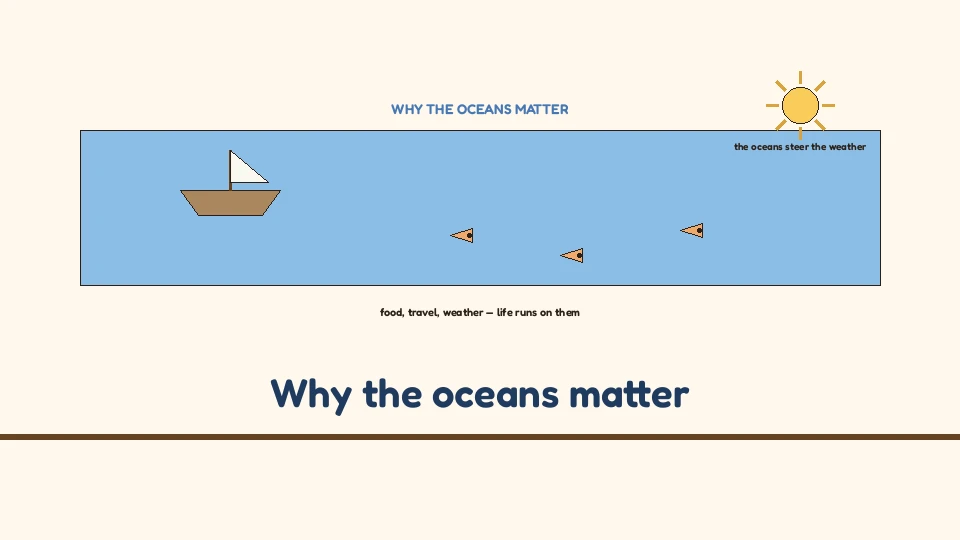 WHY THE OCEANS MATTER
the oceans steer the weather
food, travel, weather – life runs on them
Why the oceans matter